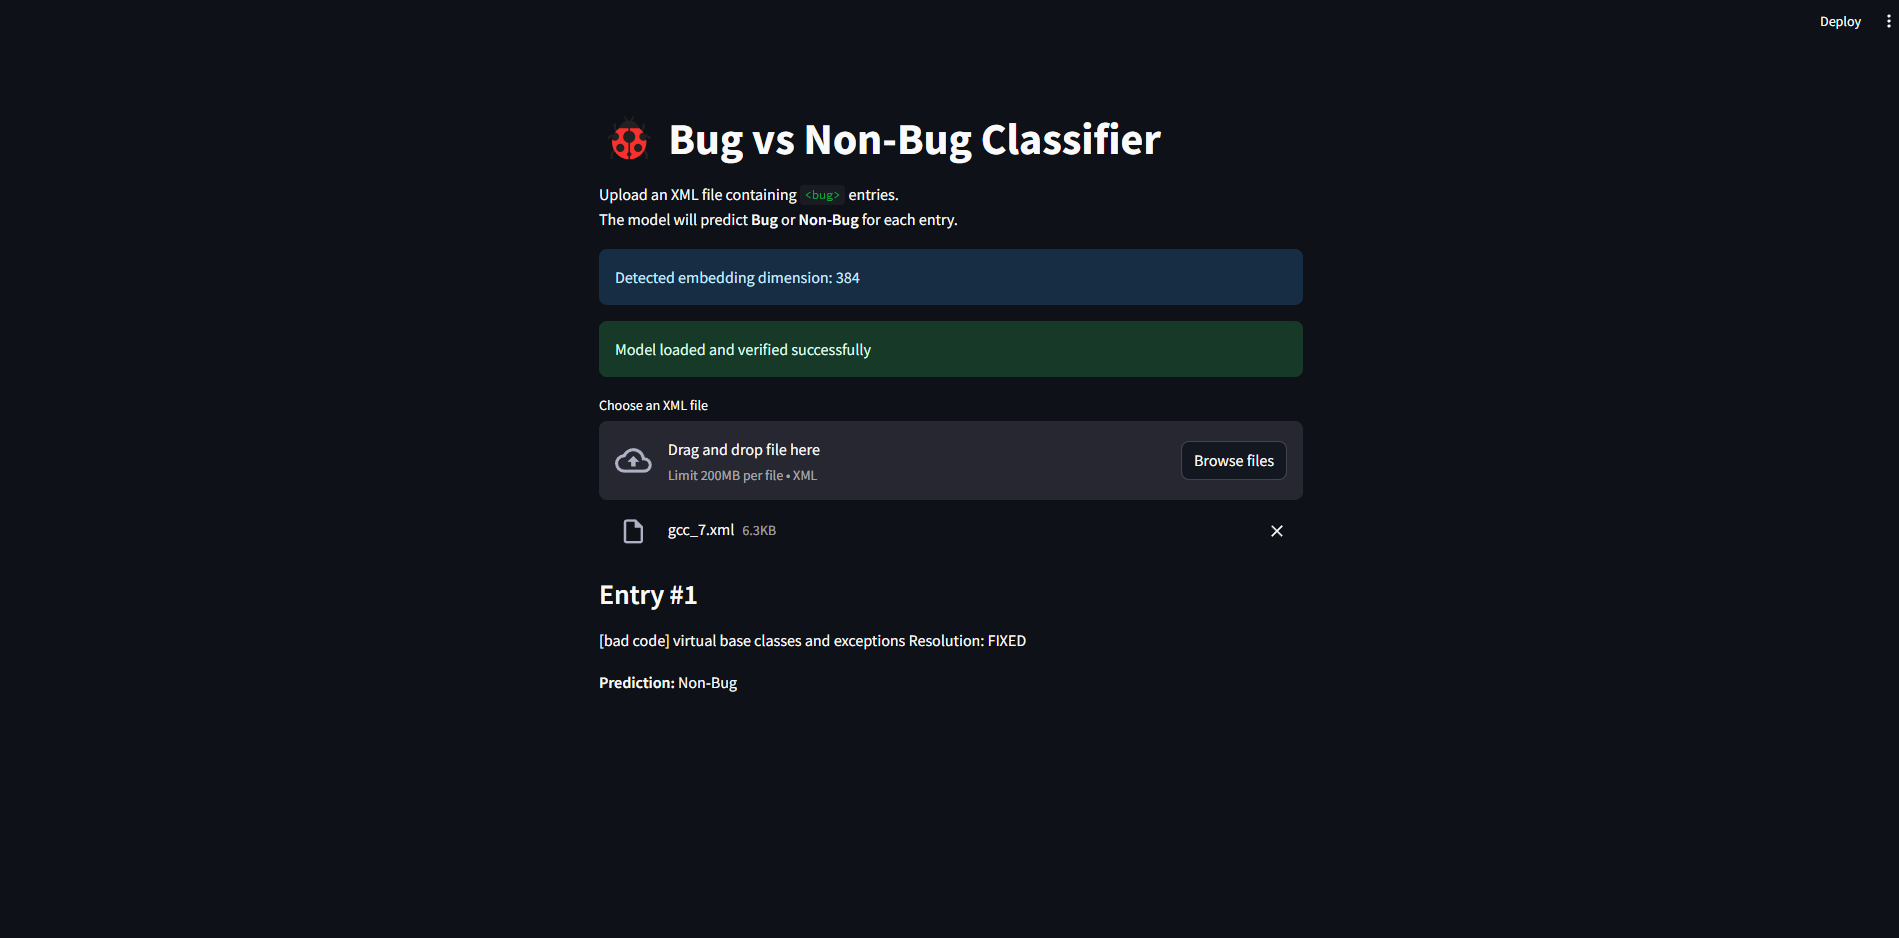 Deploy
Bug vs Non-Bug Classifier
Upload an XML file containing <bug> entries.
The model will predict Bug or Non-Bug for each entry.
Detected embedding dimension: 384
Model loaded and verified successfully
Choose an XML file
Drag and drop file here
Limit 200MB per file • XML
Browse files
gcc_7.xml 6.3KB
Entry #1
[bad code] virtual base classes and exceptions Resolution: FIXED
Prediction: Non-Bug